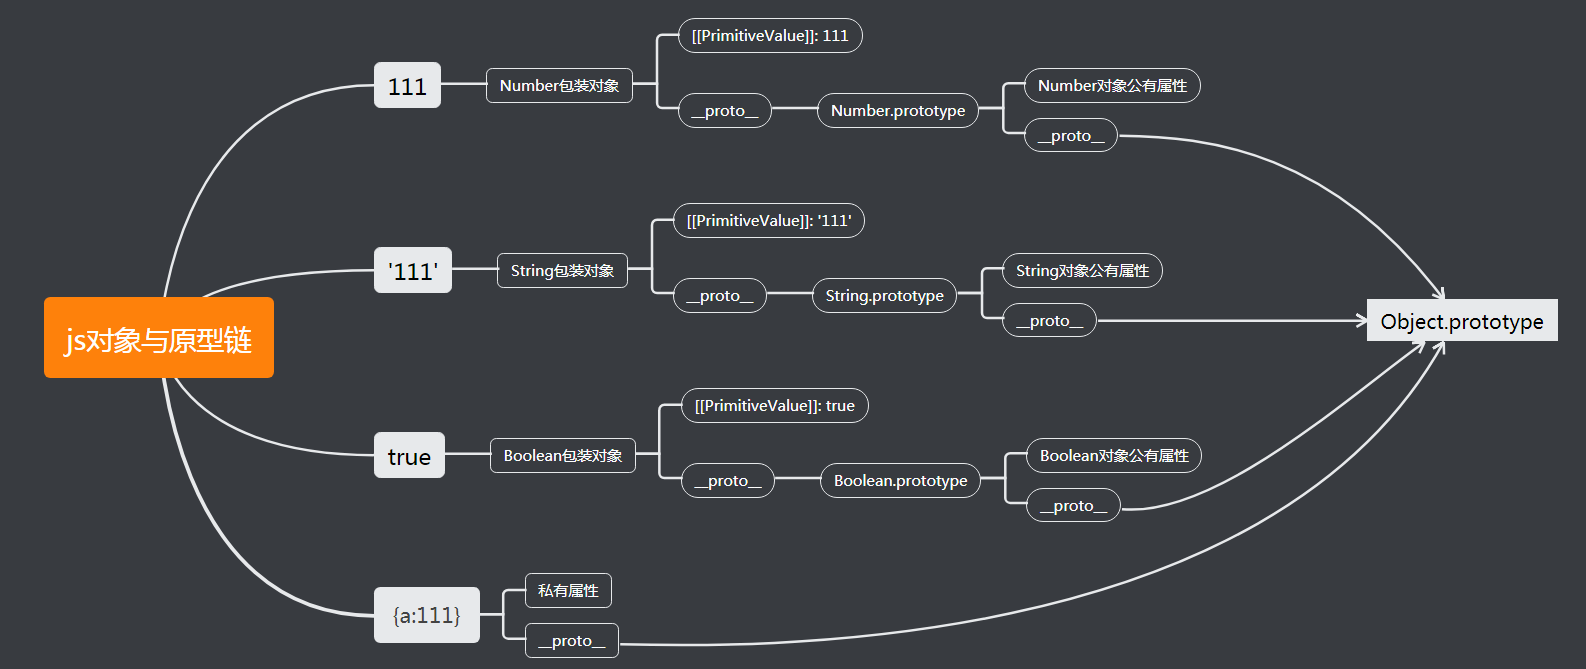 js对象与原型链
111
Number包装对象
[[PrimitiveValue]]: 111
__proto__
Number.prototype
Number对象公有属性
__proto__
'111'
String包装对象
[[PrimitiveValue]]: '111'
__proto__
String.prototype
String对象公有属性
__proto__
true
Boolean包装对象
[[PrimitiveValue]]: true
__proto__
Boolean.prototype
Boolean对象公有属性
__proto__
{a:111}
私有属性
__proto__
Object.prototype